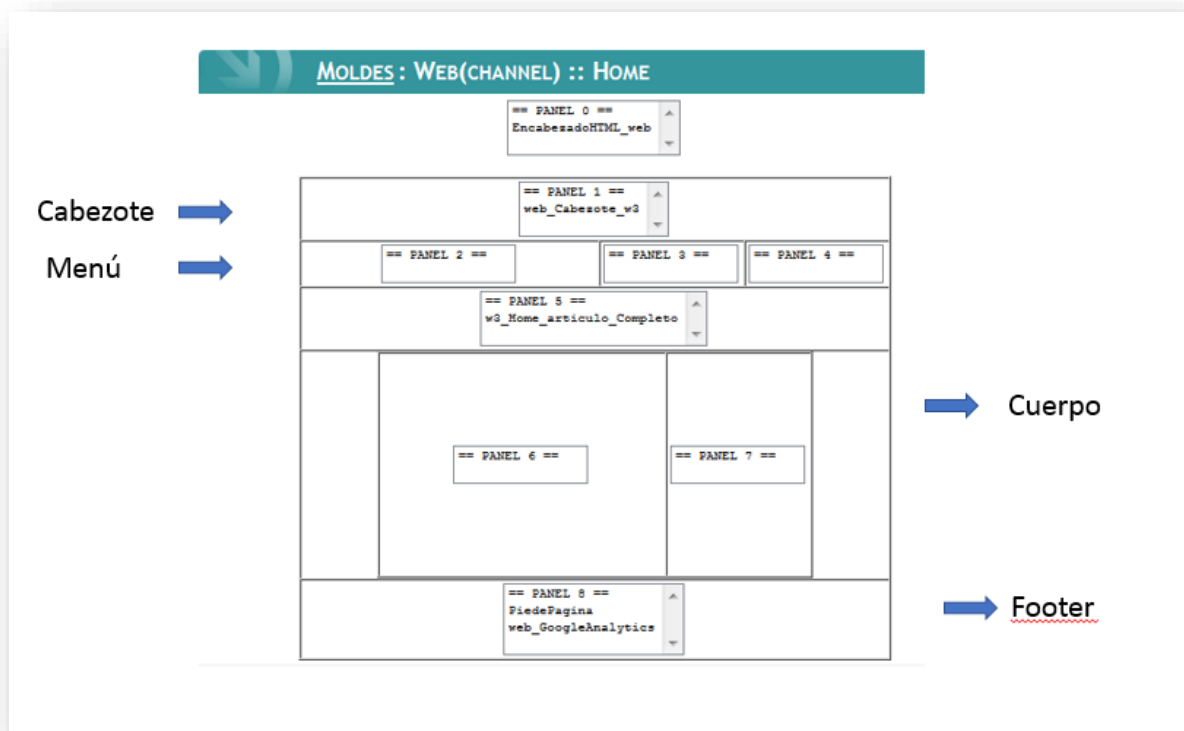 MOLDES : WEB(CHANNEL) :: HOME
== PANEL 0 ==
EncabezadoHTML_web
Cabezote
== PANEL 1 ==
web_Cabezote_w3
Menú
== PANEL 2 ==
== PANEL 3 ==
== PANEL 4 ==
== PANEL 5 ==
w3_Home_articulo_Completo
Cuerpo
== PANEL 6 ==
== PANEL 7 ==
== PANEL 8 ==
PiedePagina
web_GoogleAnalytics
Footer